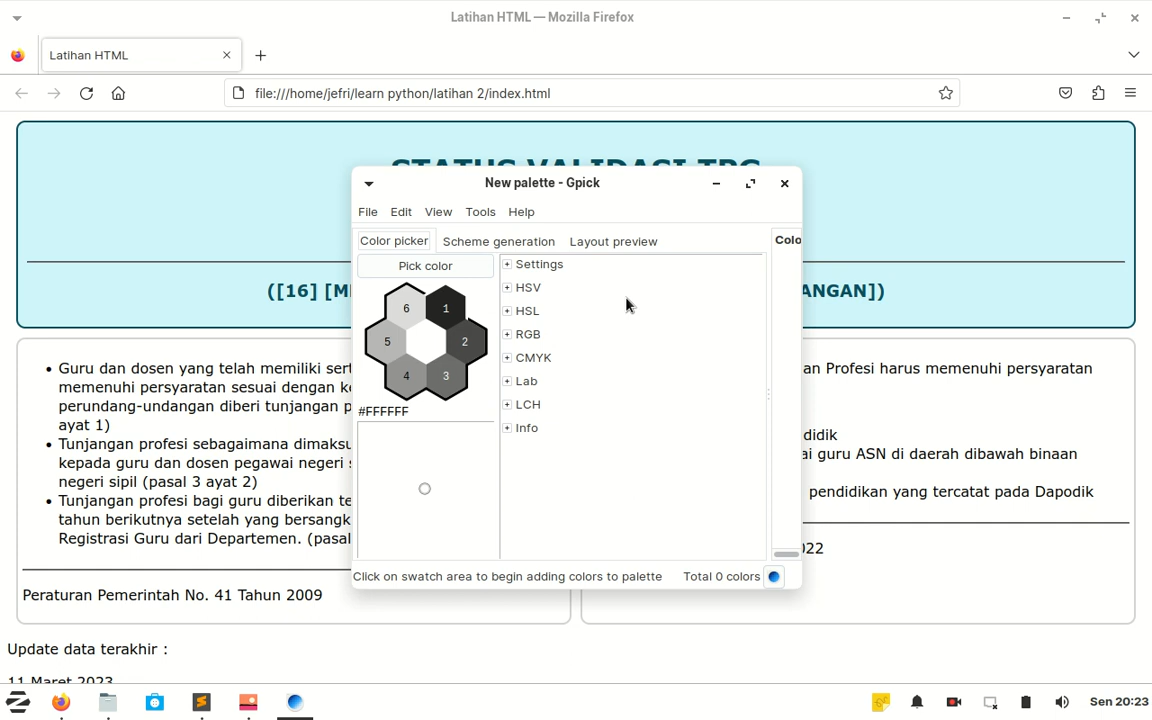 Latihan HTML — Mozilla Firefox
Latihan HTML
file:///home/jefri/learn python/latihan 2/index.html
STATUS VALIDASI TPG
([16] [M
ANGAN])
New palette - Gpick
File Edit View Tools Help
Color picker Scheme generation Layout preview
Colo
Pick color
6 1
5 2
4 3
#FFFFFF
Settings
HSV
HSL
RGB
CMYK
Lab
LCH
Info
Click on swatch area to begin adding colors to palette Total 0 colors
Guru dan dosen yang telah memiliki sert
memenuhi persyaratan sesuai dengan ke
perundang-undangan diberi tunjangan p
ayat 1)
Tunjangan profesi sebagaimana dimaksu
kepada guru dan dosen pegawai negeri s
negeri sipil (pasal 3 ayat 2)
Tunjangan profesi bagi guru diberikan te
tahun berikutnya setelah yang bersangk
Registrasi Guru dari Departemen. (pasal
Peraturan Pemerintah No. 41 Tahun 2009
an Profesi harus memenuhi persyaratan
didik
ai guru ASN di daerah dibawah binaan
pendidikan yang tercatat pada Dapodik
022
Update data terakhir :
11 Maret 2023
Sen 20:23